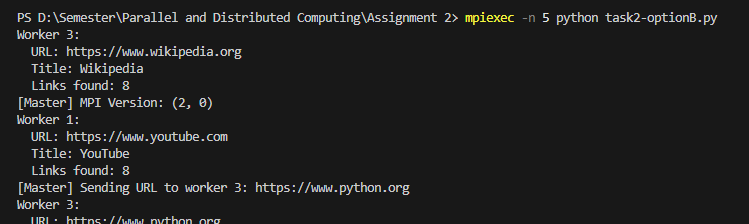 PS D:\Semester\Parallel and Distributed Computing\Assignment 2> mpiexec -n 5 python task2-optionB.py
Worker 3:
  URL: https://www.wikipedia.org
  Title: Wikipedia
  Links found: 8
[Master] MPI Version: (2, 0)
Worker 1:
  URL: https://www.youtube.com
  Title: YouTube
  Links found: 8
[Master] Sending URL to worker 3: https://www.python.org
Worker 3:
  URL: https://www.python.org